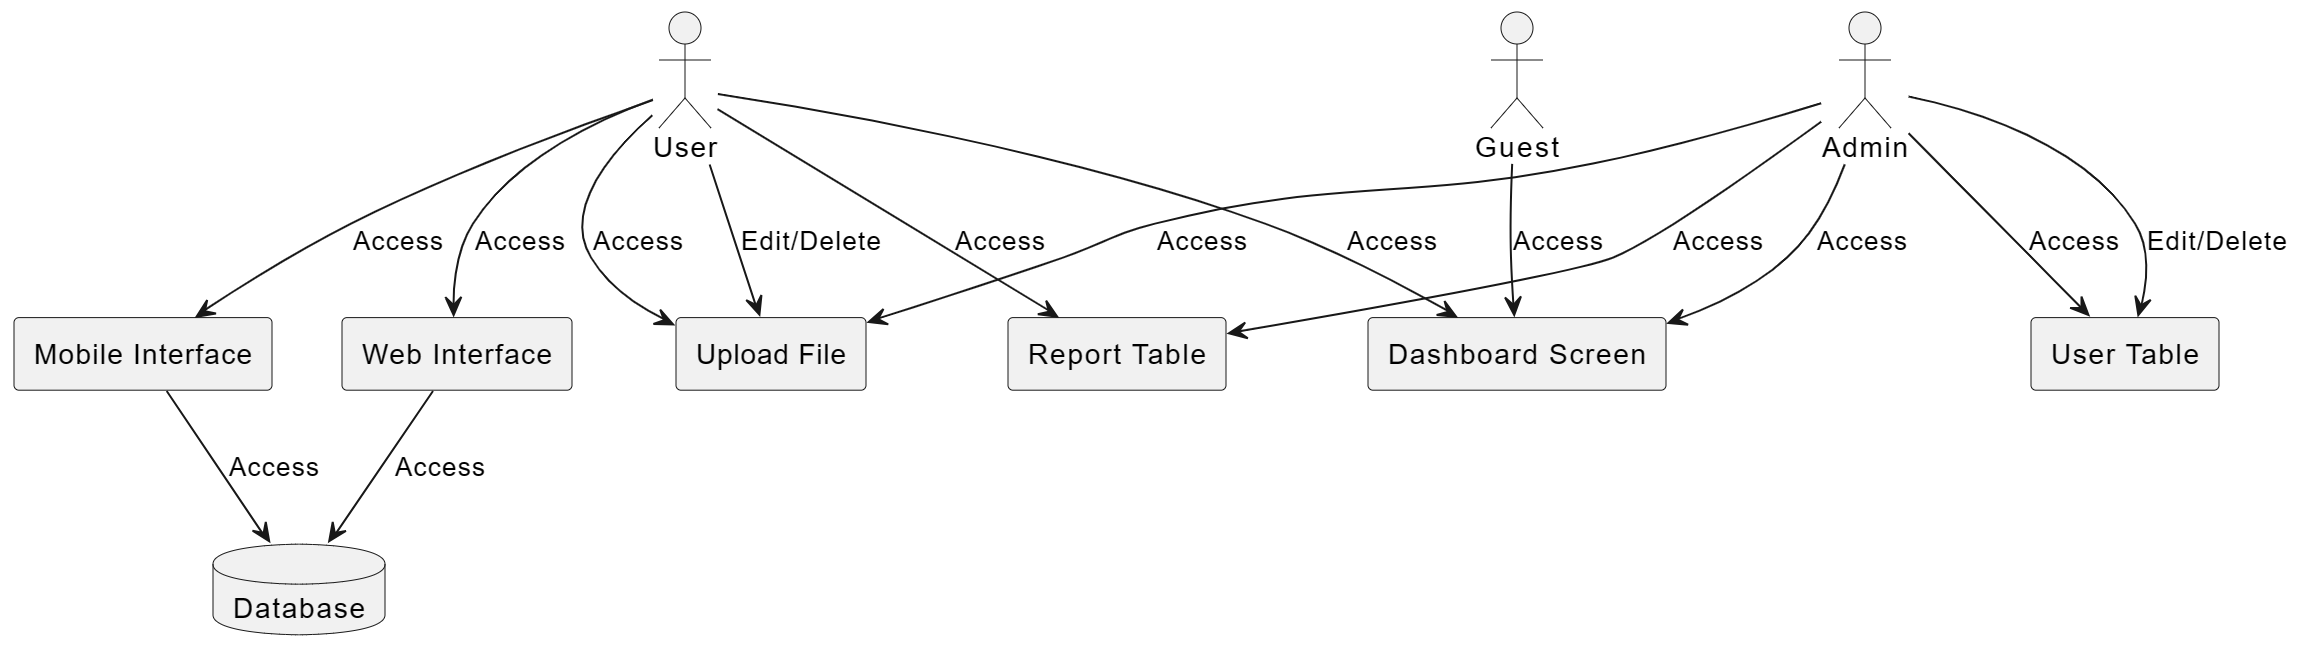 User
Guest
Admin
Access
Access
Access
Edit/Delete
Access
Access
Access
Access
Access
Access
Access
Edit/Delete
Mobile Interface
Web Interface
Upload File
Report Table
Dashboard Screen
User Table
Access
Access
Database